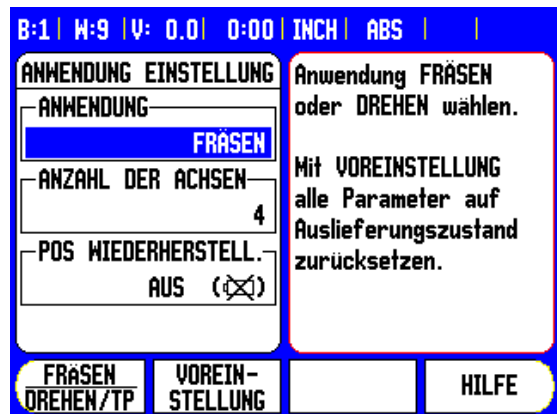 B:1| W:9 |V: 0.0| 0:00| INCH| ABS | |
ANWENDUNG EINSTELLUNG
ANWENDUNG
FRÄSEN
ANZAHL DER ACHSEN
4
POS WIEDERHERSTELL.
AUS ( )
Anwendung FRÄSEN
oder DREHEN wählen.
Mit VOREINSTELLUNG
alle Parameter auf
Auslieferungszustand
zurücksetzen.
FRÄSEN
DREHEN/TP
VOREIN-
STELLUNG
HILFE